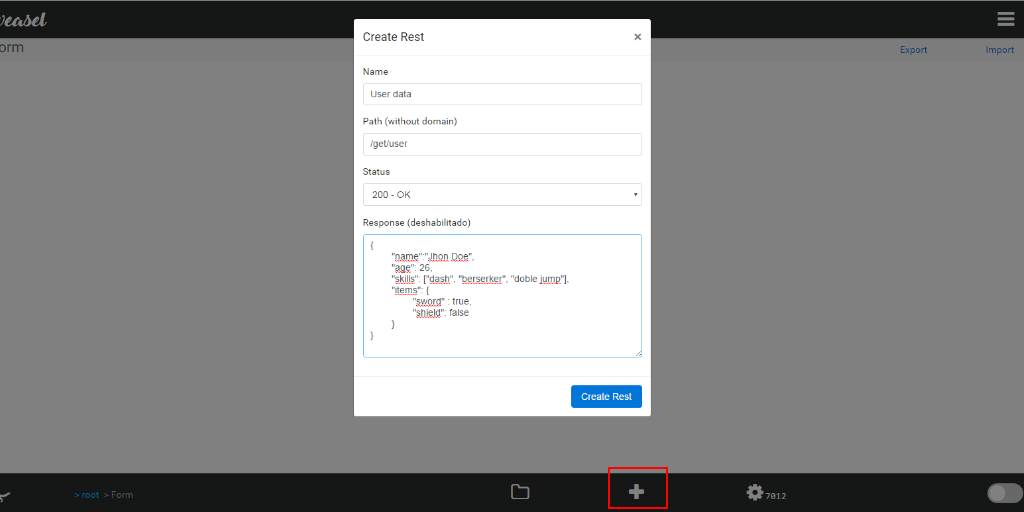 veasel
orm
Export
Import
Create Rest
×
Name
User data
Path (without domain)
/get/user
Status
200 - OK
Response (deshabilitado)
{
"name":"Jhon Doe",
"age": 26,
"skills": ["dash", "berserker", "doble jump"],
"items": {
"sword" : true,
"shield": false
}
}
Create Rest
> root > Form
7012